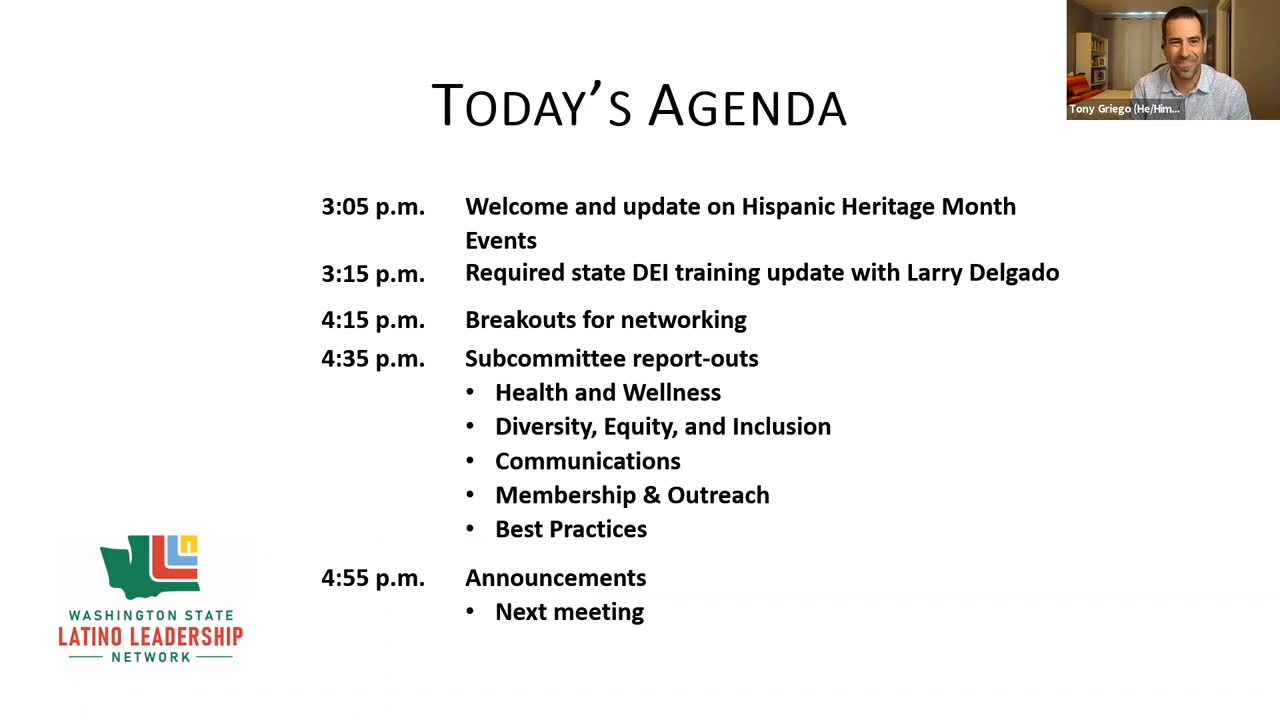 TODAY'S AGENDA
Tony Griego (He/Him...
3:05 p.m. Welcome and update on Hispanic Heritage Month
Events
3:15 p.m. Required state DEI training update with Larry Delgado
4:15 p.m. Breakouts for networking
4:35 p.m. Subcommittee report-outs
• Health and Wellness
• Diversity, Equity, and Inclusion
• Communications
• Membership & Outreach
• Best Practices
4:55 p.m. Announcements
• Next meeting
WASHINGTON STATE
LATINO LEADERSHIP
NETWORK